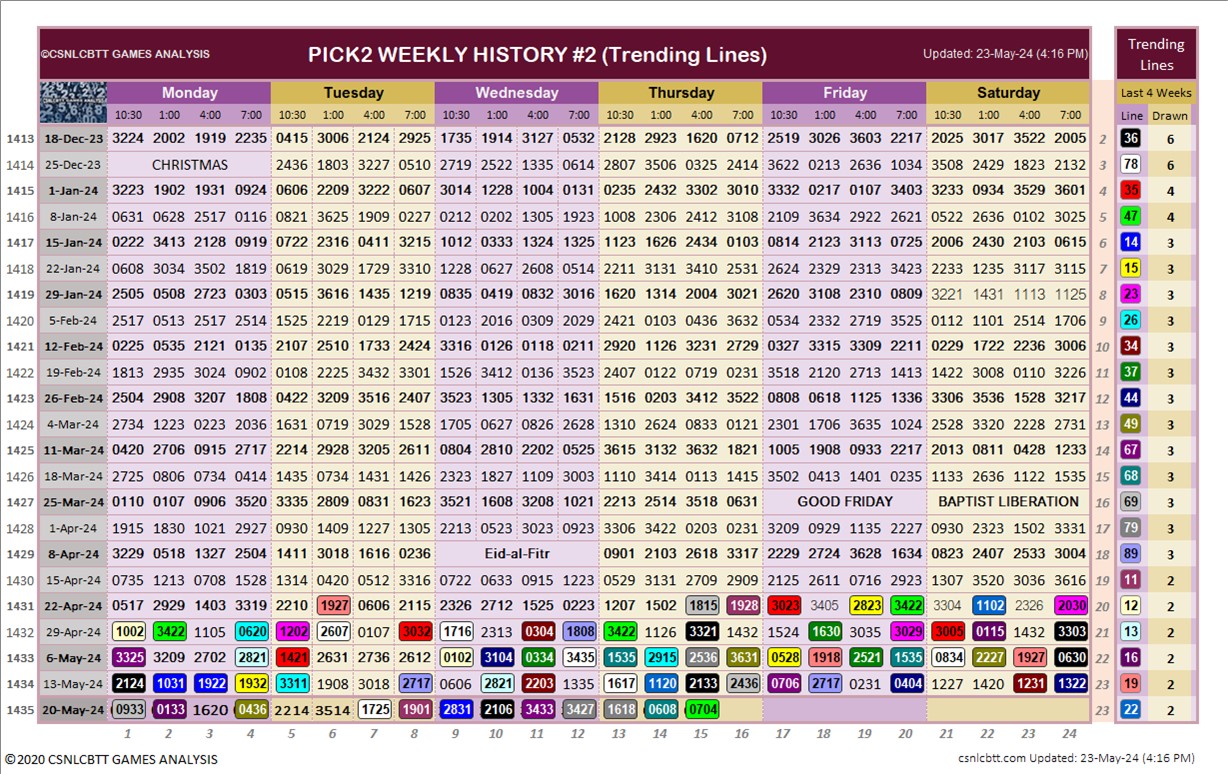 ©CSNLCBTT GAMES ANALYSIS PICK2 WEEKLY HISTORY #2 (Trending Lines) Updated: 23-May-24 (4:16 PM) Trending Lines
Monday Tuesday Wednesday Thursday Friday Saturday Last 4 Weeks
10:30 1:00 4:00 7:00 10:30 1:00 4:00 7:00 10:30 1:00 4:00 7:00 10:30 1:00 4:00 7:00 10:30 1:00 4:00 7:00 10:30 1:00 4:00 7:00 Line Drawn
1413 18-Dec-23 3224 2002 1919 2235 0415 3006 2124 2925 1735 1914 3127 0532 2128 2923 1620 0712 2519 3026 3603 2217 2025 3017 3522 2005 2 36 6
1414 25-Dec-23 CHRISTMAS 2436 1803 3227 0510 2719 2522 1335 0614 2807 3506 0325 2414 3622 0213 2636 1034 3508 2429 1823 2132 3 78 6
1415 1-Jan-24 3223 1902 1931 0924 0606 2209 3222 0607 3014 1228 1004 0131 0235 2432 3302 3010 3332 0217 0107 3403 3233 0934 3529 3601 4 35 4
1416 8-Jan-24 0631 0628 2517 0116 0821 3625 1909 0227 0212 0202 1305 1923 1008 2306 2412 3108 2109 3634 2922 2621 0522 2636 0102 3025 5 47 4
1417 15-Jan-24 0222 3413 2128 0919 0722 2316 0411 3215 1012 0333 1324 1325 1123 1626 2434 0103 0814 2123 3113 0725 2006 2430 2103 0615 6 14 3
1418 22-Jan-24 0608 3034 3502 1819 0619 3029 1729 3310 1228 0627 2608 0514 2211 3131 3410 2531 2624 2329 2113 3423 2233 1235 3117 3115 7 15 3
1419 29-Jan-24 2505 0508 2723 0303 0515 3616 1435 1219 0835 0419 0832 3016 1620 1314 2004 3021 2620 3108 2310 0809 3221 1431 1113 1125 8 23 3
1420 5-Feb-24 2517 0513 2517 2514 1525 2219 0129 1715 0123 2016 0309 2029 2421 0103 0436 3632 0534 2332 2719 3525 0112 1101 2514 1706 9 26 3
1421 12-Feb-24 0225 0535 2121 0135 2107 2510 1733 2424 3316 0126 0118 0211 2920 1126 3231 2729 0327 3315 3309 2211 0229 1722 2236 3006 10 34 3
1422 19-Feb-24 1813 2935 3024 0902 0108 2225 3432 3301 1526 3412 0136 3523 2407 0122 0719 0231 3518 2120 2713 1413 1422 3008 0110 3226 11 37 3
1423 26-Feb-24 2504 2908 3207 1808 0422 3209 3516 2407 3523 1305 1332 1631 1516 0203 3412 3522 0808 0618 1125 1336 3306 3536 1528 3217 12 44 3
1424 4-Mar-24 2734 1223 0223 2036 1631 0719 3029 1528 1705 0627 0826 2628 1310 2624 0833 0121 2301 1706 3635 1024 2528 3320 2228 2731 13 49 3
1425 11-Mar-24 0420 2706 0915 2717 2214 2928 3205 2611 0804 2810 2202 0525 3615 3132 3632 1821 1005 1908 0933 2217 2013 0811 0428 1233 14 67 3
1426 18-Mar-24 2725 0806 0734 0414 1435 0734 1431 1426 2323 1827 1109 3003 1110 3414 1413 1415 3502 0413 1401 0235 1133 2636 1122 1535 15 68 3
1427 25-Mar-24 0110 0107 0906 3520 3335 2809 0831 1623 3521 1608 3208 1021 2213 2514 3518 0631 GOOD FRIDAY BAPTIST LIBERATION 16 69 3
1428 1-Apr-24 1915 1830 1021 2927 0930 1409 1227 1305 2213 0523 3023 0923 3306 3422 0203 0231 3209 0929 1135 2227 0930 2323 1502 3331 17 79 3
1429 8-Apr-24 3229 0518 1327 2504 1411 3018 1616 0236 Eid-al-Fitr 0901 2103 2618 3317 2229 2724 3628 1634 0823 2407 2533 3004 18 89 3
1430 15-Apr-24 0735 1213 0708 1528 1314 0420 0512 3316 0722 0633 0915 1223 0529 3131 2709 2909 2125 2611 0716 2923 1307 3520 3036 3616 19 11 2
1431 22-Apr-24 0517 2929 1403 3319 2210 1927 0606 2115 2326 2712 1525 0223 1207 1502 1815 1928 3023 3405 2823 3422 3304 1102 2326 2030 20 12 2
1432 29-Apr-24 1002 3422 1105 0620 1202 2607 0107 3032 1716 2313 0304 1808 3422 1126 3321 1432 1524 1630 3035 3029 3005 0115 1432 3303 21 13 2
1433 6-May-24 3325 3209 2702 2821 1421 2631 2736 2612 0102 3104 0334 3435 1535 2915 2536 3631 0528 1918 2521 1535 0834 2227 1927 0630 22 16 2
1434 13-May-24 2124 1031 1922 1932 3311 1908 3018 2717 0606 2821 2203 1335 1617 1120 2133 2436 0706 2717 0231 0404 1227 1420 1231 1322 23 19 2
1435 20-May-24 0933 0133 1620 0436 2214 3514 1725 1901 2831 2106 3433 3427 1618 0608 0704 23 22 2
1 2 3 4 5 6 7 8 9 10 11 12 13 14 15 16 17 18 19 20 21 22 23 24
©2020 CSNLCBTT GAMES ANALYSIS csnlcbtt.com Updated: 23-May-24 (4:16 PM)